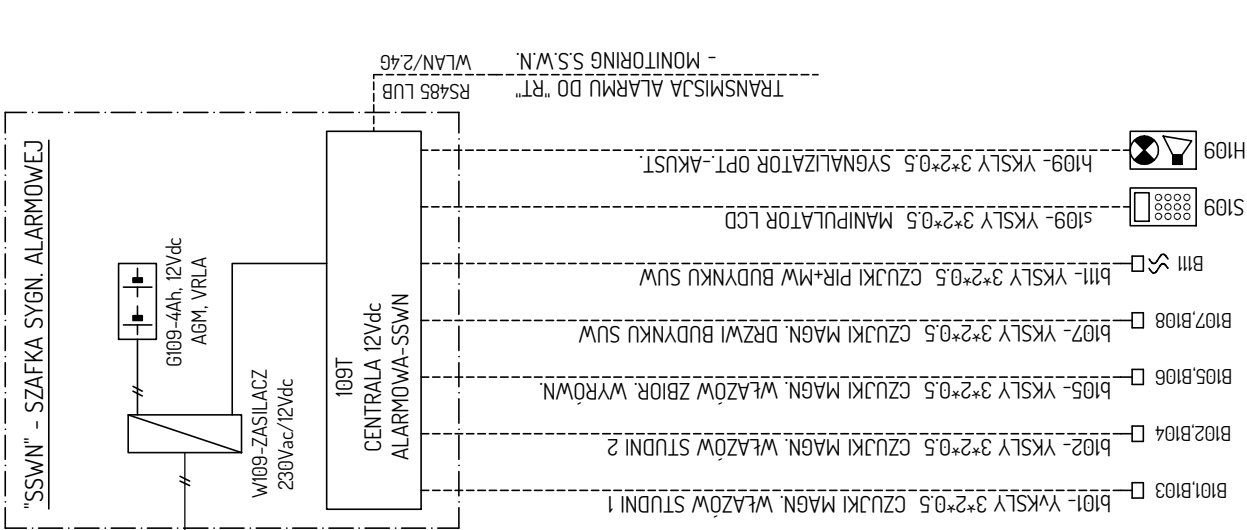 "SSWN" - SZAFKA SYGN. ALARMOWEJ
G109-4Ah, 12Vdc
AGM, VRLA
W109-ZASILACZ
230Vac/12Vdc
109T
CENTRALA 12Vdc
ALARMOWA-SSWN
b101- YvKSLY 3*2*0.5 CZUJKI MAGN. WŁAZÓW STUDNI 1
B101,B103
b102- YKSLY 3*2*0.5 CZUJKI MAGN. WŁAZÓW STUDNI 2
B102,B104
b105- YKSLY 3*2*0.5 CZUJKI MAGN. WŁAZÓW ZBIOR. WYRÓWN.
B105,B106
b107- YKSLY 3*2*0.5 CZUJKI MAGN. DRZWI BUDYNKU SUW
B107,B108
b111- YKSLY 3*2*0.5 CZUJKI PIR+MW BUDYNKU SUW
B111
s109- YKSLY 3*2*0.5 MANIPULATOR LCD
S109
h109- YKSLY 3*2*0.5 SYGNALIZATOR OPT.-AKUST.
H109
RS485 LUB
WLAN/2.4G
TRANSMISJA ALARMU DO "RT"
- MONITORING S.S.W.N.